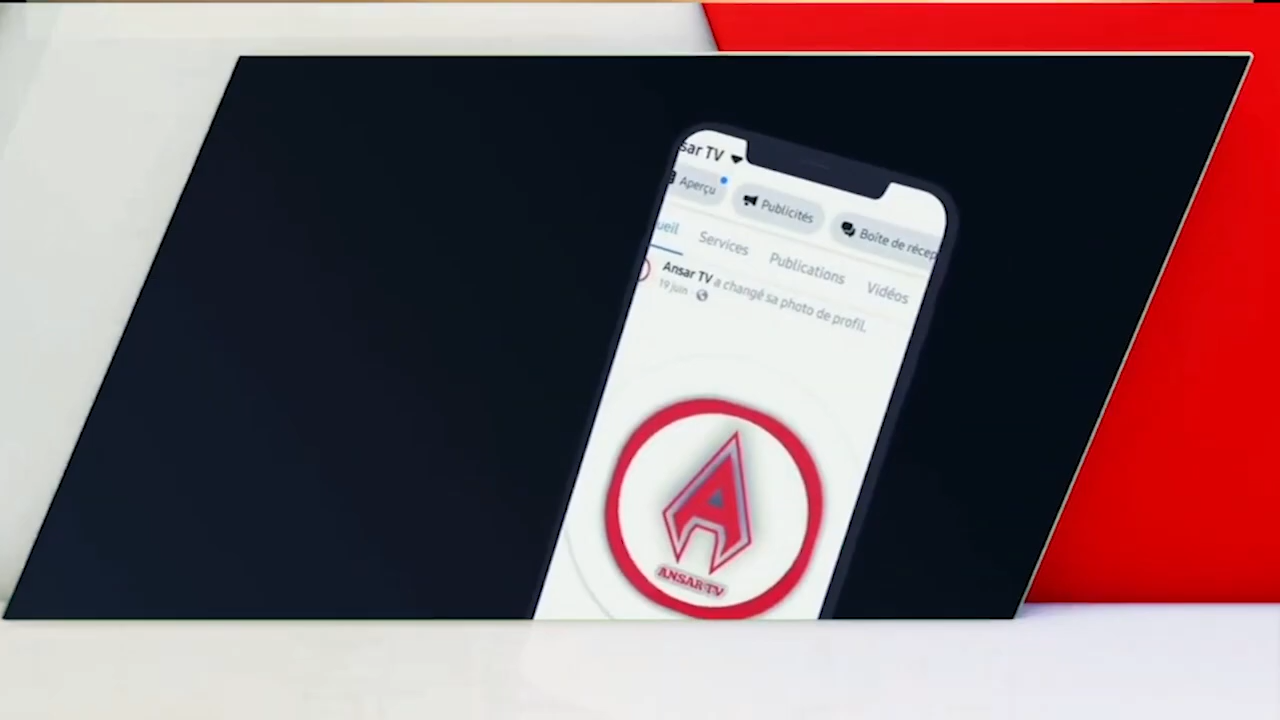 sar TV
Aperçu
Publicités
Boîte de récep
ueil
Services
Publications
Vidéos
Ansar TV a changé sa photo de profil.
19 juin
ANSAR TV